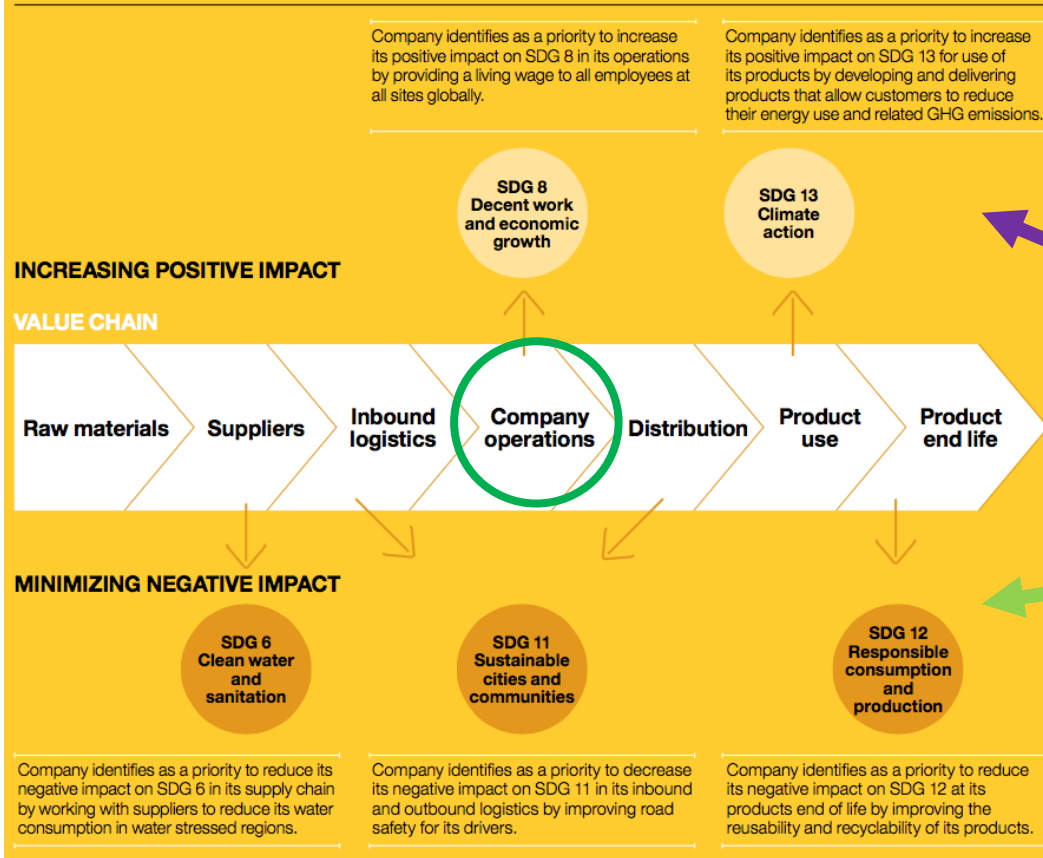 Company identifies as a priority to increase
its positive impact on SDG 8 in its operations
by providing a living wage to all employees at
all sites globally.
Company identifies as a priority to increase
its positive impact on SDG 13 for use of
its products by developing and delivering
products that allow customers to reduce
their energy use and related GHG emissions.
SDG 8
Decent work
and economic
growth
SDG 13
Climate
action
INCREASING POSITIVE IMPACT
VALUE CHAIN
Raw materials
Suppliers
Inbound
logistics
Company
operations
Distribution
Product
use
Product
end life
MINIMIZING NEGATIVE IMPACT
SDG 6
Clean water
and
sanitation
SDG 11
Sustainable
cities and
communities
SDG 12
Responsible
consumption
and
production
Company identifies as a priority to reduce its
negative impact on SDG 6 in its supply chain
by working with suppliers to reduce its water
consumption in water stressed regions.
Company identifies as a priority to decrease
its negative impact on SDG 11 in its inbound
and outbound logistics by improving road
safety for its drivers.
Company identifies as a priority to reduce
its negative impact on SDG 12 at its
products end of life by improving the
reusability and recyclability of its products.